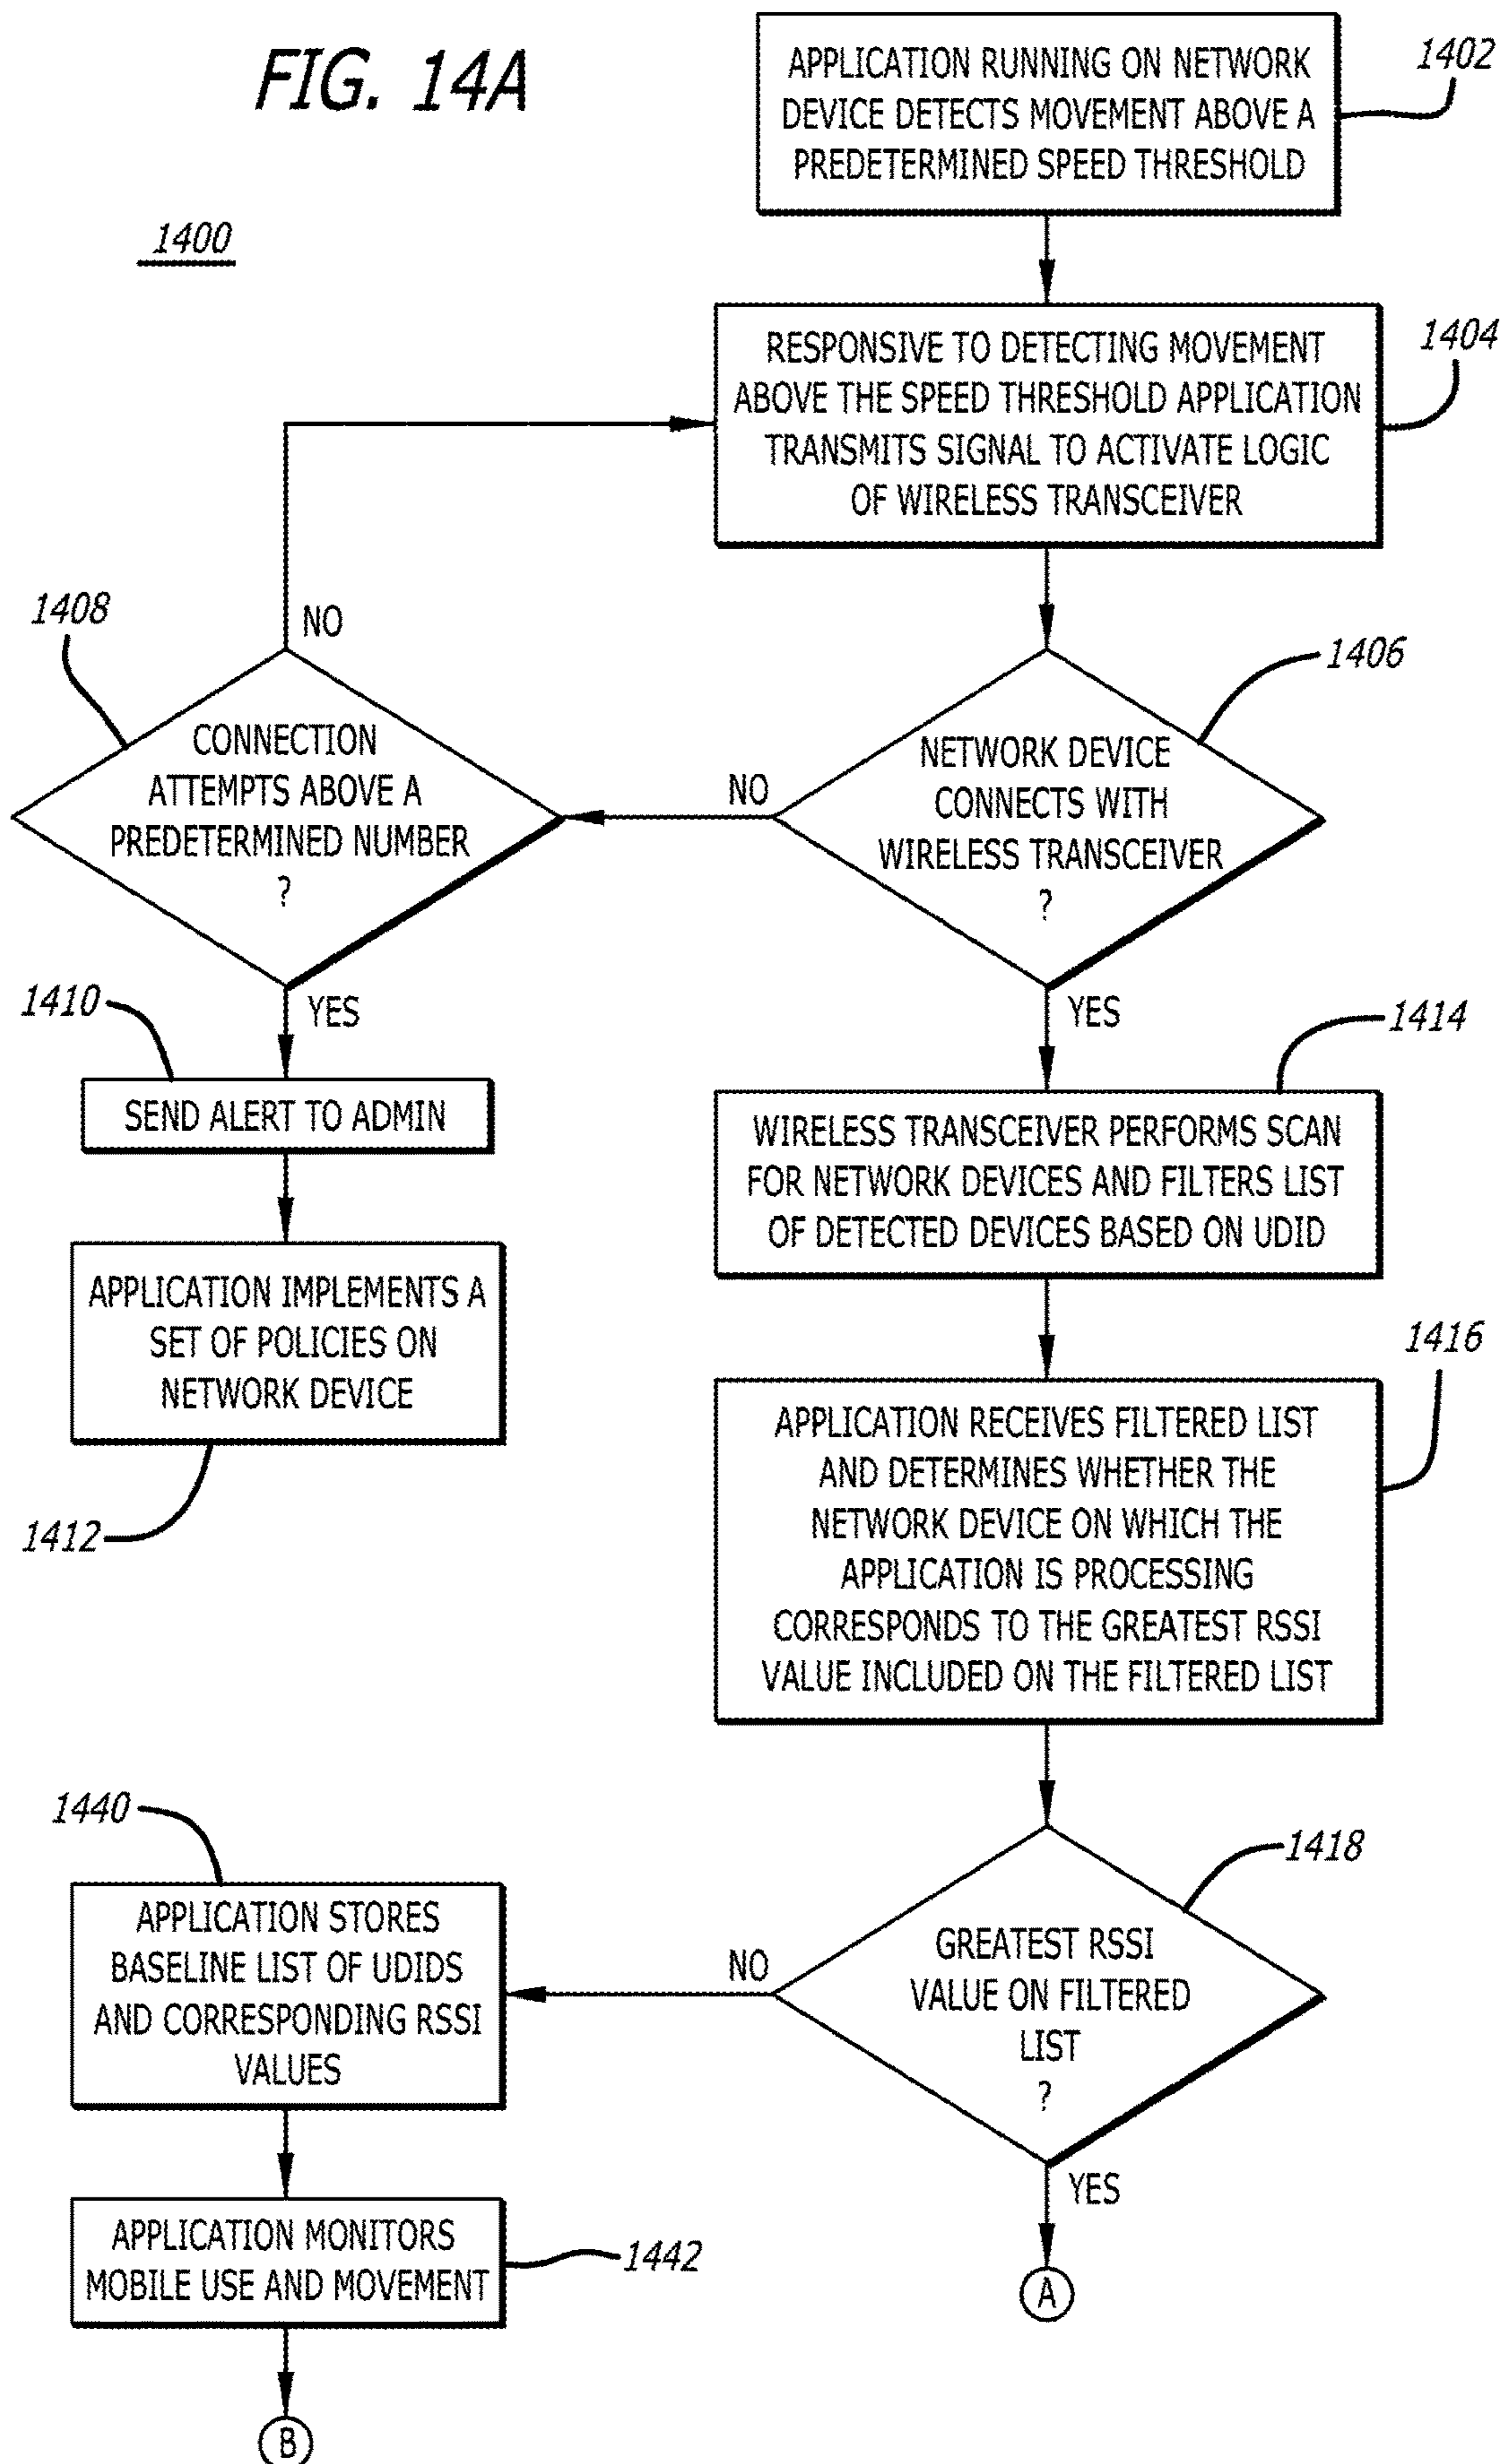 FIG. 14A
1400
APPLICATION RUNNING ON NETWORK
DEVICE DETECTS MOVEMENT ABOVE A
PREDETERMINED SPEED THRESHOLD
1402
RESPONSIVE TO DETECTING MOVEMENT
ABOVE THE SPEED THRESHOLD APPLICATION
TRANSMITS SIGNAL TO ACTIVATE LOGIC
OF WIRELESS TRANSCEIVER
1404
NETWORK DEVICE
CONNECTS WITH
WIRELESS TRANSCEIVER
?
1406
NO
YES
1408
CONNECTION
ATTEMPTS ABOVE A
PREDETERMINED NUMBER
?
NO
YES
1410
SEND ALERT TO ADMIN
APPLICATION IMPLEMENTS A
SET OF POLICIES ON
NETWORK DEVICE
1412
1414
WIRELESS TRANSCEIVER PERFORMS SCAN
FOR NETWORK DEVICES AND FILTERS LIST
OF DETECTED DEVICES BASED ON UDID
1416
APPLICATION RECEIVES FILTERED LIST
AND DETERMINES WHETHER THE
NETWORK DEVICE ON WHICH THE
APPLICATION IS PROCESSING
CORRESPONDS TO THE GREATEST RSSI
VALUE INCLUDED ON THE FILTERED LIST
1418
GREATEST RSSI
VALUE ON FILTERED
LIST
?
NO
YES
A
1440
APPLICATION STORES
BASELINE LIST OF UDIDS
AND CORRESPONDING RSSI
VALUES
APPLICATION MONITORS
MOBILE USE AND MOVEMENT
1442
B